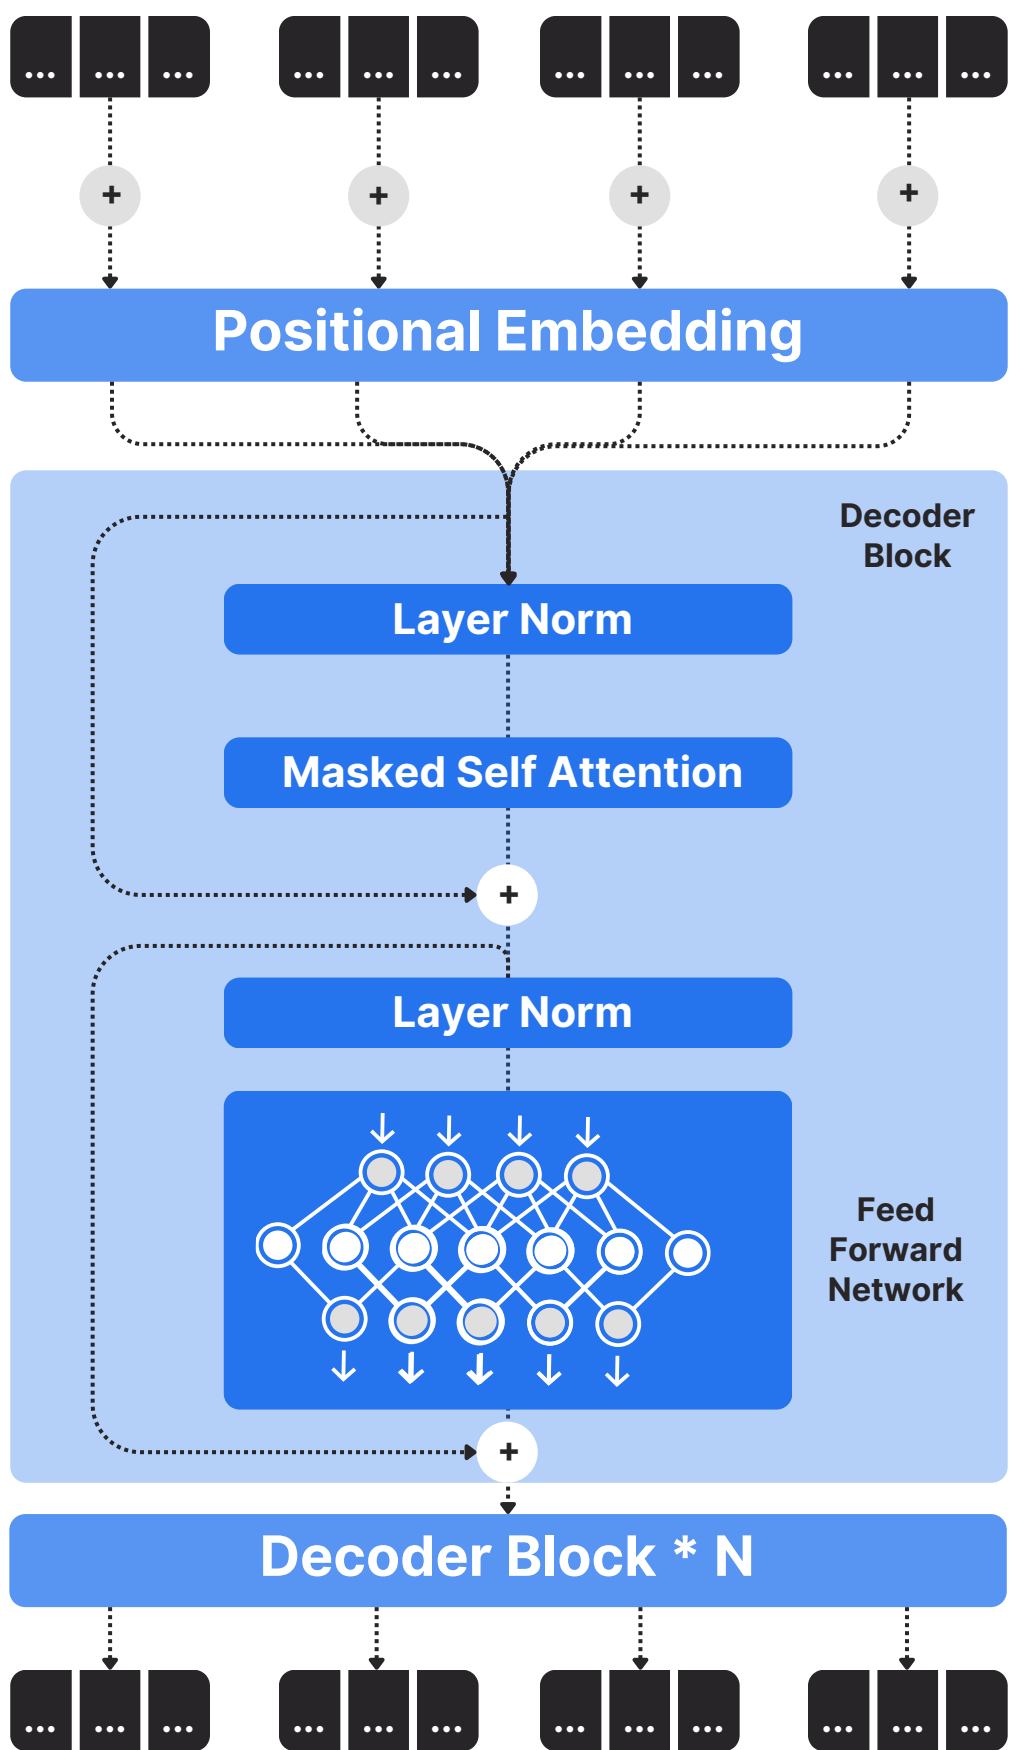 ... ... ... ... ... ... ... ... ... ... ... ...
+ + + +
Positional Embedding
Decoder
Block
Layer Norm
Masked Self Attention
+
Layer Norm
Feed
Forward
Network
+
Decoder Block * N
... ... ... ... ... ... ... ... ... ... ... ...